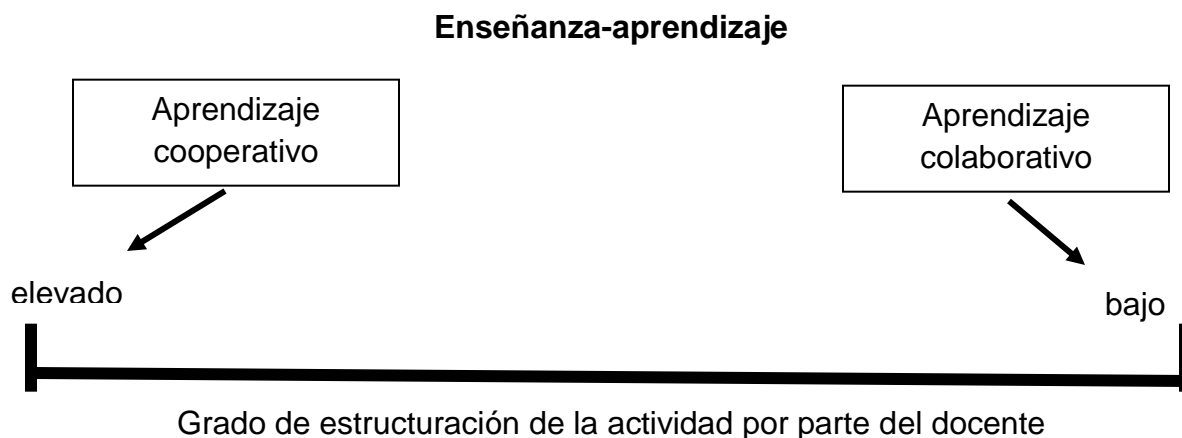 Enseñanza-aprendizaje
Aprendizaje
cooperativo
Aprendizaje
colaborativo
elevado
bajo
Grado de estructuración de la actividad por parte del docente